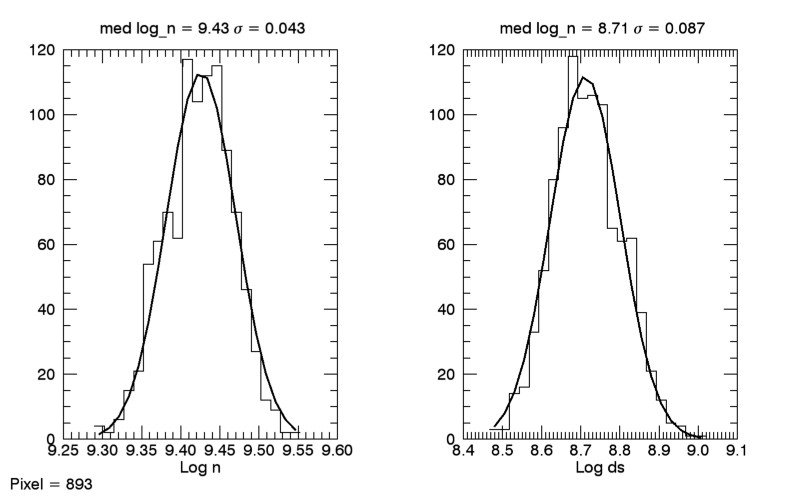 med log_n = 9.43 σ = 0.043
med log_n = 8.71 σ = 0.087
120
100
80
60
40
20
0
9.25 9.30 9.35 9.40 9.45 9.50 9.55 9.60
Log n
120
100
80
60
40
20
0
8.4 8.5 8.6 8.7 8.8 8.9 9.0 9.1
Log ds
Pixel = 893